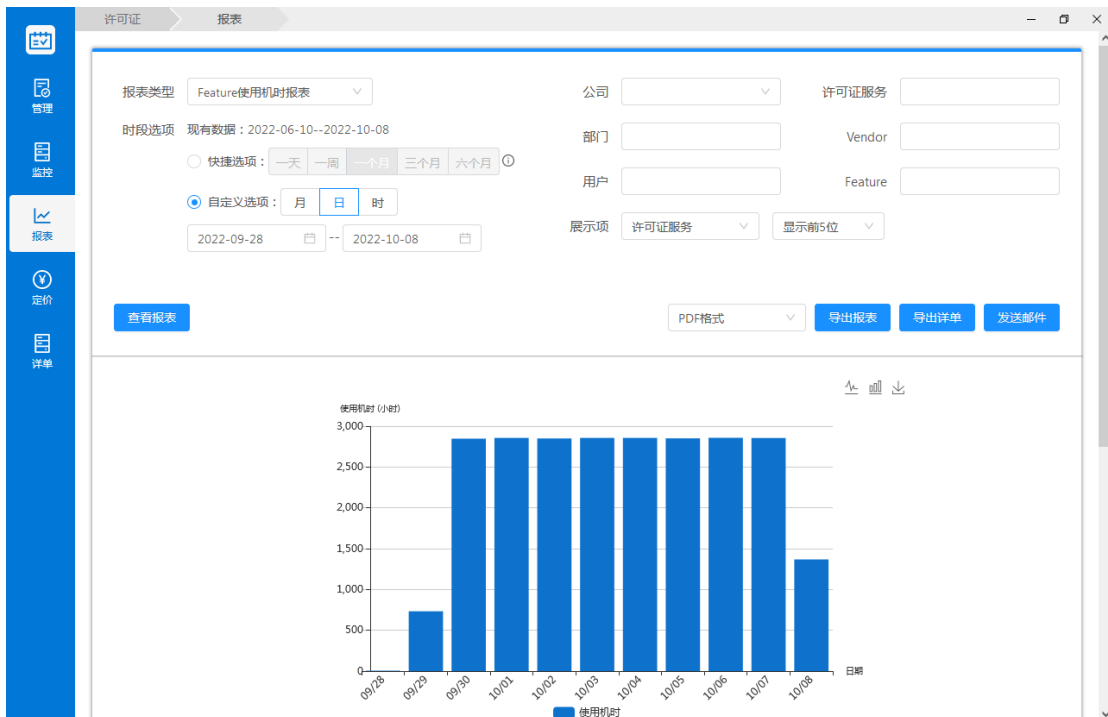 许可证
报表
管理
监控
报表
定价
详单
报表类型
Feature使用机时报表
时段选项
现有数据：2022-06-10--2022-10-08
快捷选项：
一天
一周
一个月
三个月
六个月
自定义选项：
月
日
时
2022-09-28
--
2022-10-08
公司
许可证服务
部门
Vendor
用户
Feature
展示项
许可证服务
显示前5位
查看报表
PDF格式
导出报表
导出详单
发送邮件
使用机时 (小时)
3,000
2,500
2,000
1,500
1,000
500
0
09/28
09/29
09/30
10/01
10/02
10/03
10/04
10/05
10/06
10/07
10/08
日期
使用机时